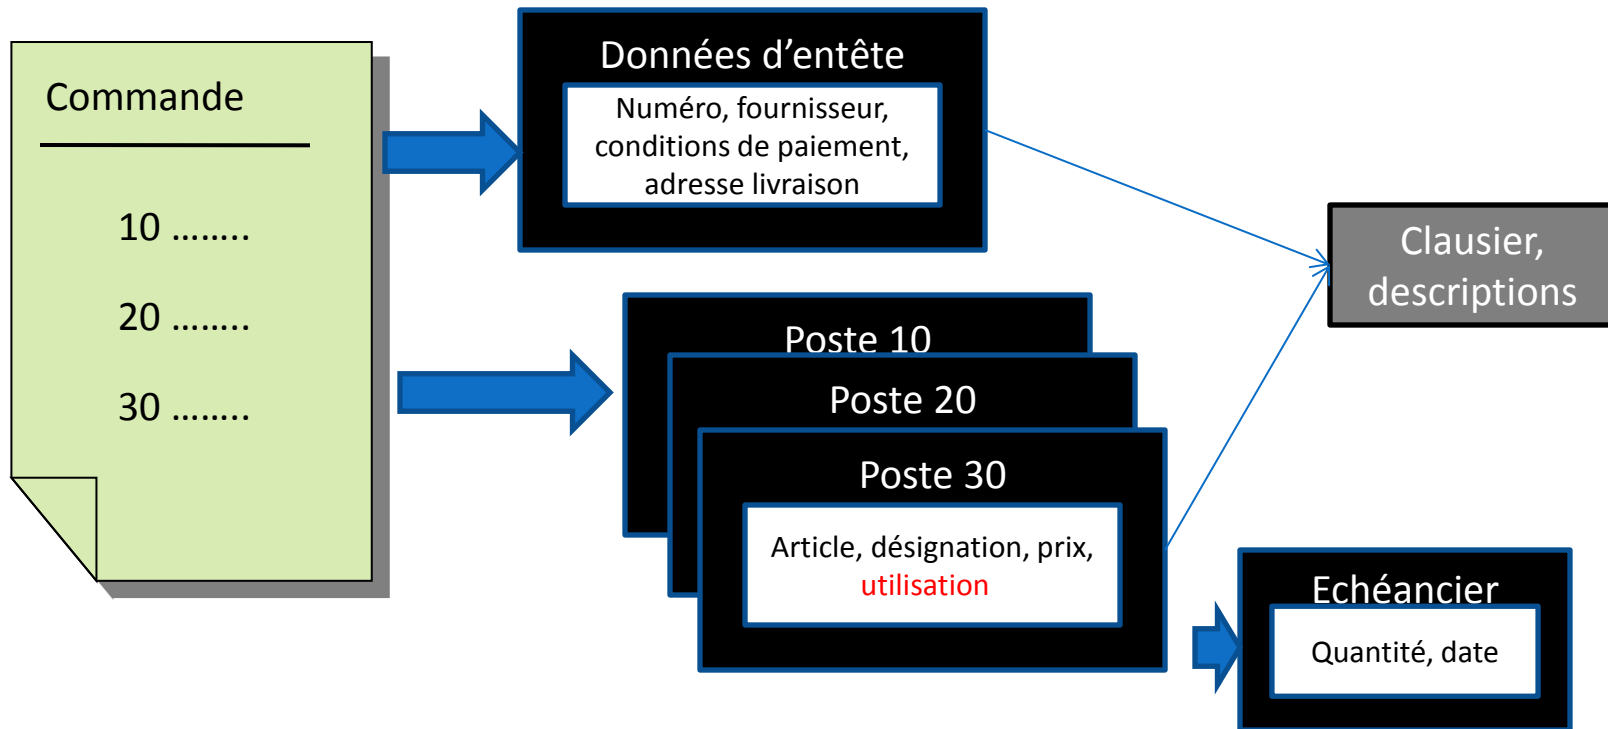 Commande
10 ……..
20 ……..
30 ……..
Données d’entête
Numéro, fournisseur,
conditions de paiement,
adresse livraison
Poste 10
Poste 20
Poste 30
Article, désignation, prix,
utilisation
Clausier,
descriptions
Echéancier
Quantité, date